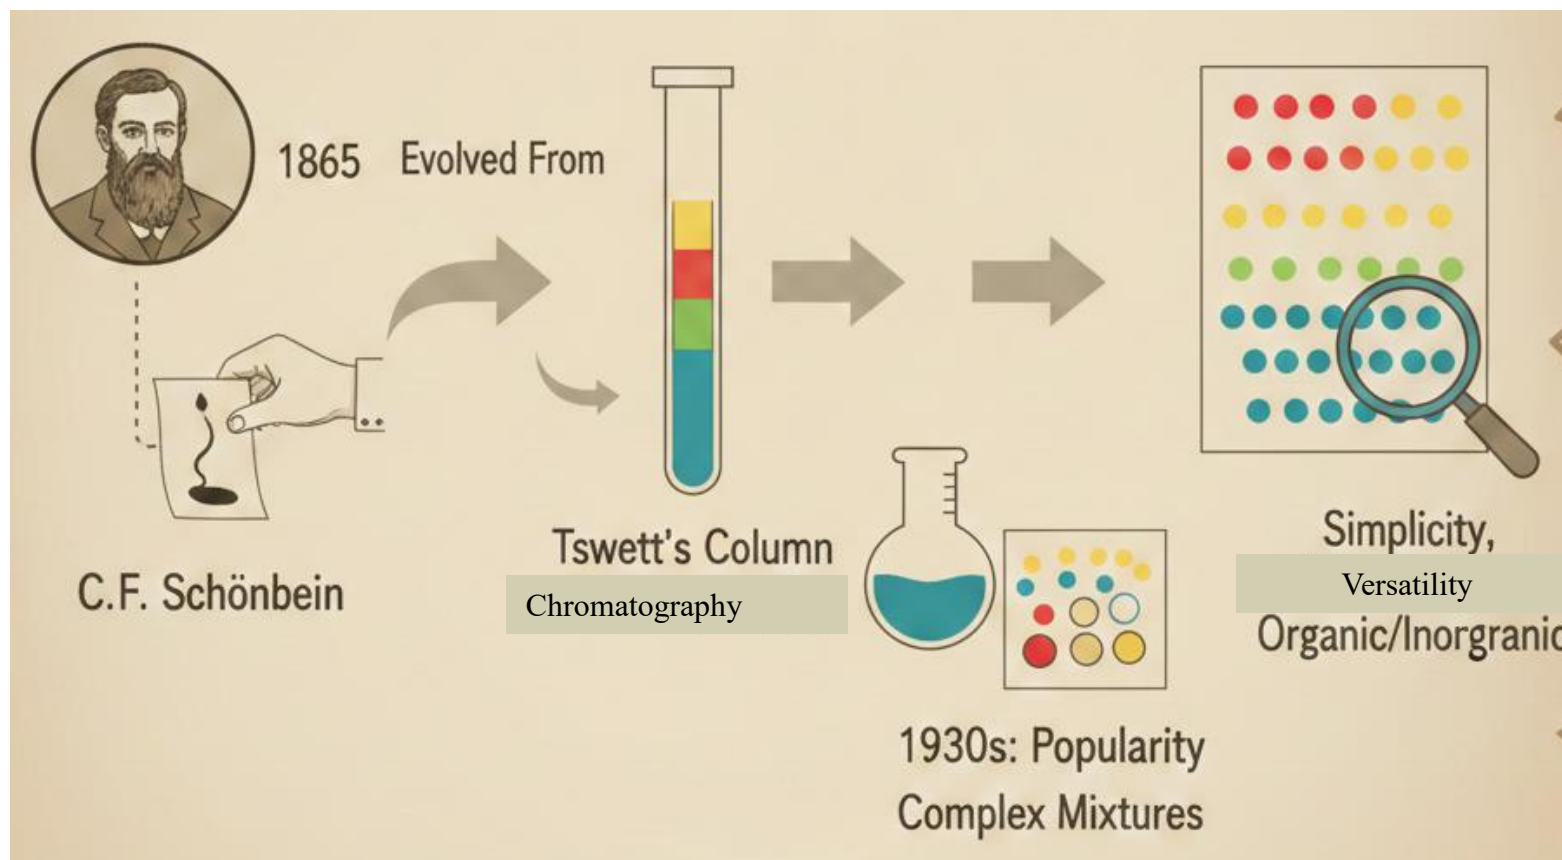 1865
Evolved From
C.F. Schönbein
Tswett's Column
Chromatography
1930s: Popularity
Complex Mixtures
Simplicity,
Versatility
Organic/Inorgranic